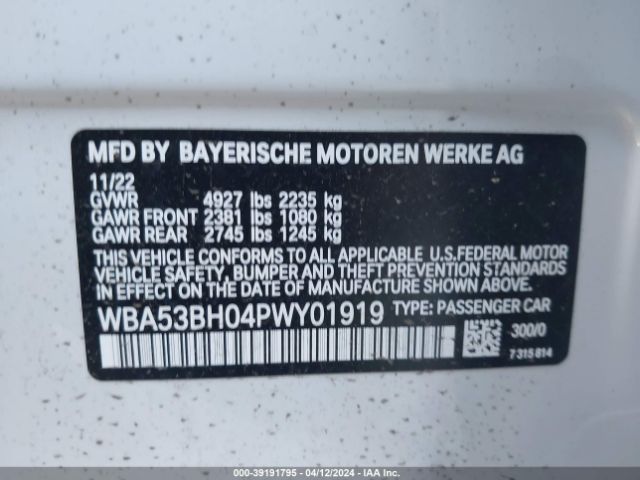 MFD BY BAYERISCHE MOTOREN WERKE AG
11/22
GVWR 4927 lbs 2235 kg
GAWR FRONT 2381 lbs 1080 kg
GAWR REAR 2745 lbs 1245 kg
THIS VEHICLE CONFORMS TO ALL APPLICABLE U.S.FEDERAL MOTOR
VEHICLE SAFETY, BUMPER AND THEFT PREVENTION STANDARDS
IN EFFECT ON THE DATE OF MANUFACTURE SHOWN ABOVE.
WBA53BH04PWY01919 TYPE: PASSENGER CAR
300/0
7315814
000-39191795 - 04/12/2024 - IAA Inc.